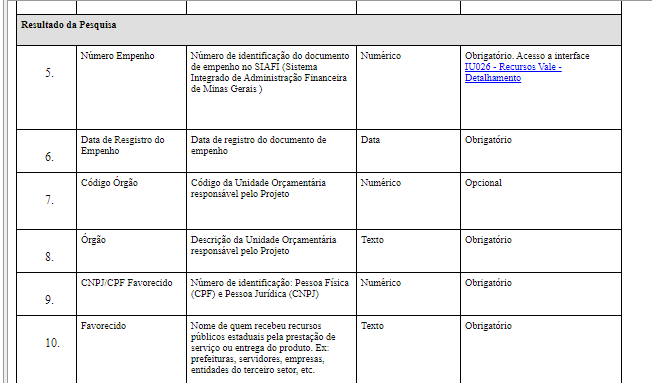 Resultado da Pesquisa
5.
Número Empenho
Número de identificação do documento
de empenho no SIAFI (Sistema
Integrado de Administração Financeira
de Minas Gerais )
Numérico
Obrigatório. Acesso a interface
IU026 - Recursos Vale -
Detalhamento
6.
Data de Resgistro do
Empenho
Data de registro do documento de
empenho
Data
Obrigatório
7.
Código Órgão
Código da Unidade Orçamentária
responsável pelo Projeto
Numérico
Opcional
8.
Órgão
Descrição da Unidade Orçamentária
responsável pelo Projeto
Texto
Obrigatório
9.
CNPJ/CPF Favorecido
Número de identificação: Pessoa Física
(CPF) e Pessoa Jurídica (CNPJ)
Numérico
Obrigatório
10.
Favorecido
Nome de quem recebeu recursos
públicos estaduais pela prestação de
serviço ou entrega do produto. Ex:
prefeituras, servidores, empresas,
entidades do terceiro setor, etc.
Texto
Obrigatório